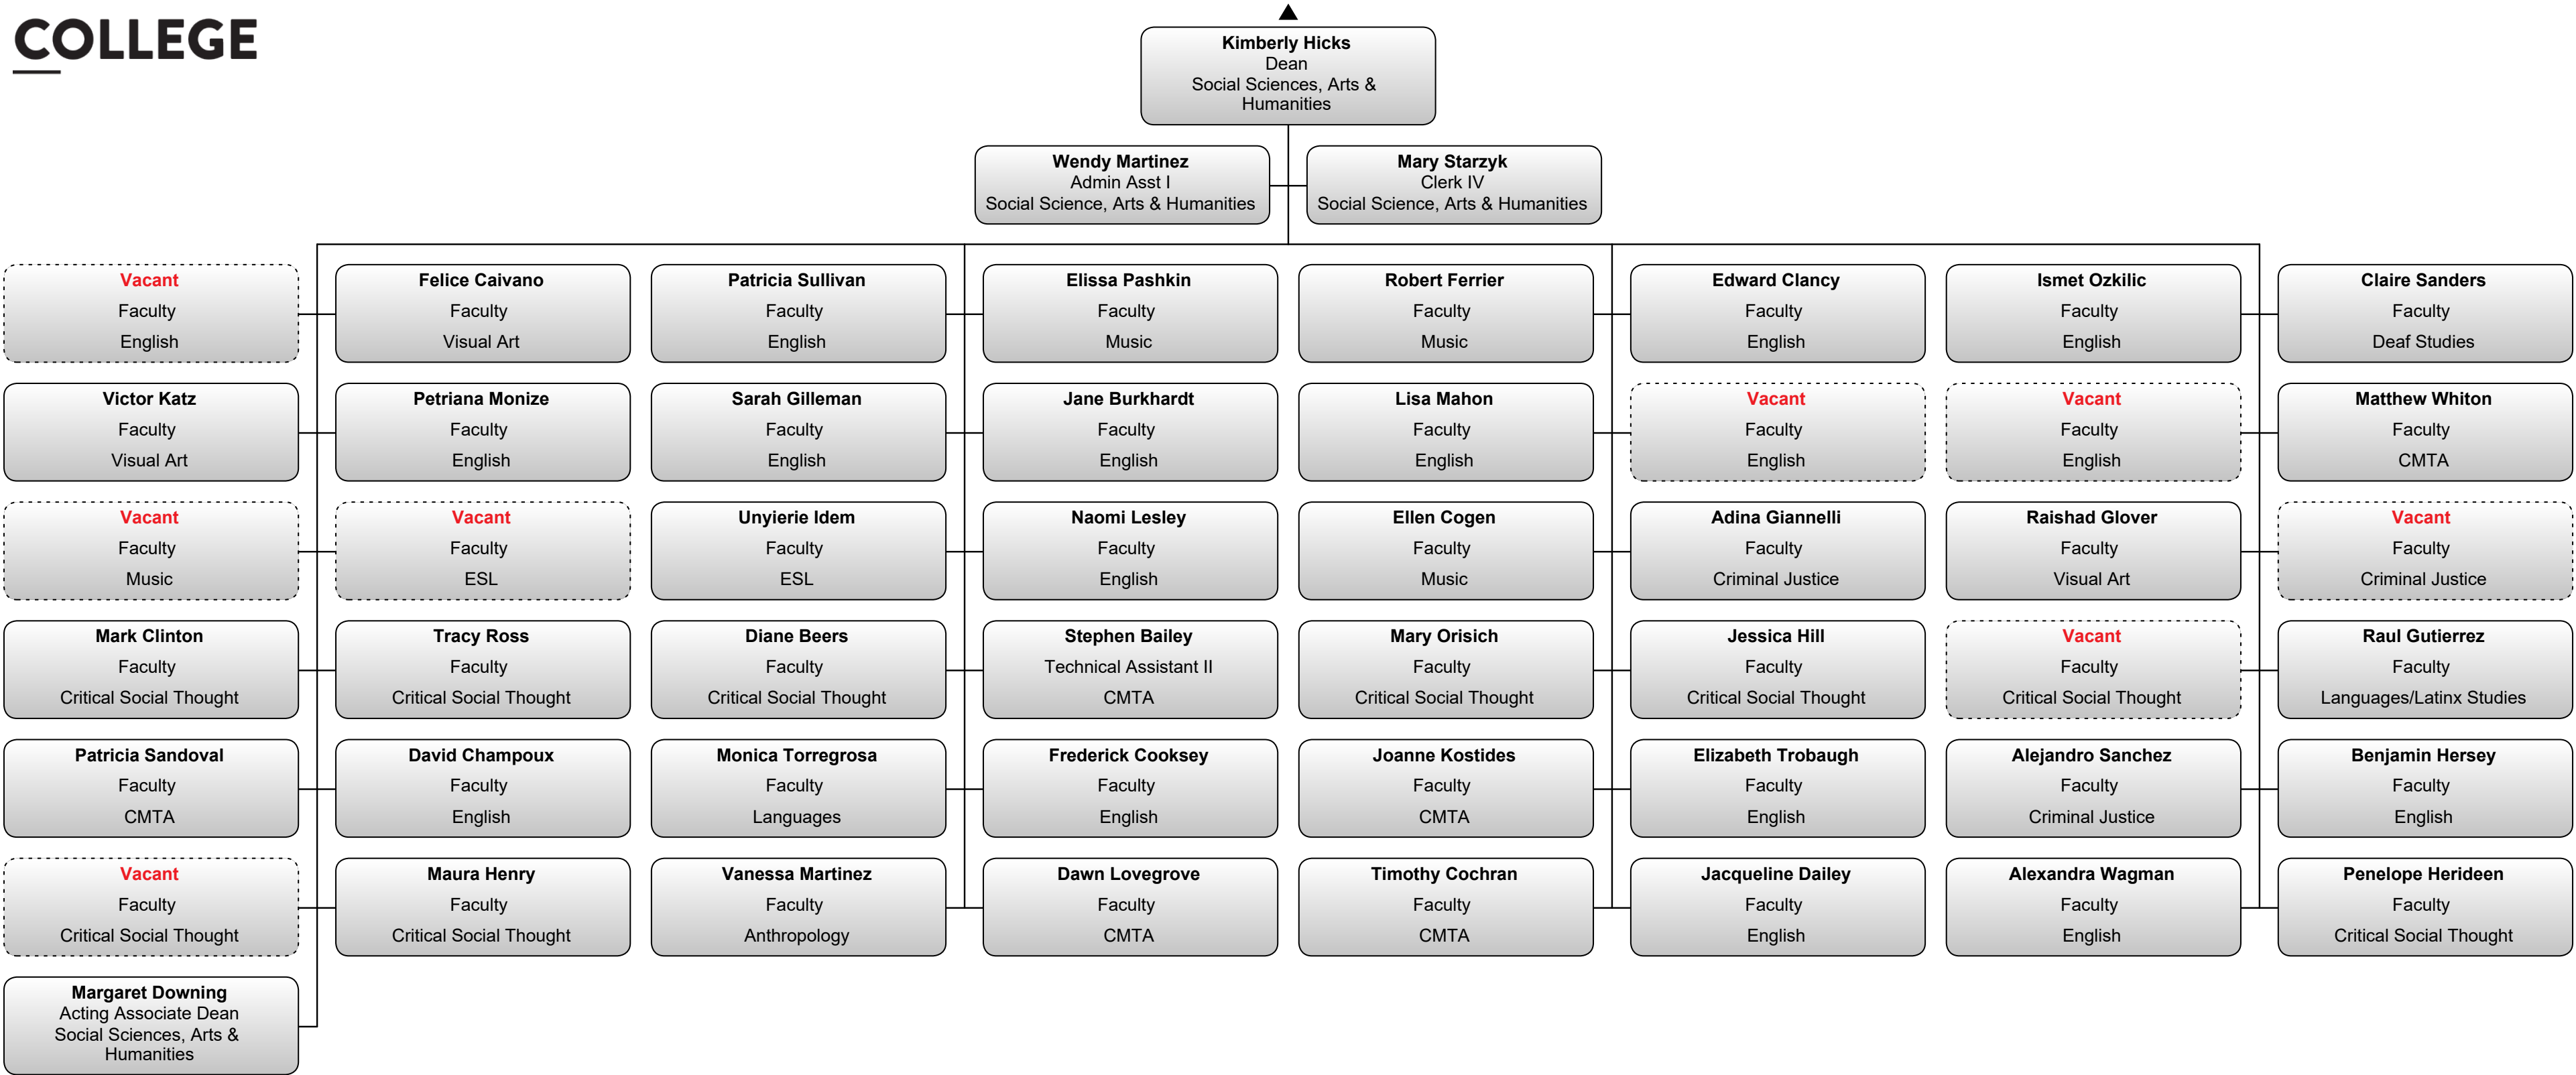 COLLEGE
Kimberly Hicks
Dean
Social Sciences, Arts &
Humanities
Wendy Martinez
Admin Asst I
Social Science, Arts & Humanities
Mary Starzyk
Clerk IV
Social Science, Arts & Humanities
Vacant
Faculty
English
Felice Caivano
Faculty
Visual Art
Patricia Sullivan
Faculty
English
Elissa Pashkin
Faculty
Music
Robert Ferrier
Faculty
Music
Edward Clancy
Faculty
English
Ismet Ozkilic
Faculty
English
Claire Sanders
Faculty
Deaf Studies
Victor Katz
Faculty
Visual Art
Petriana Monize
Faculty
English
Sarah Gilleman
Faculty
English
Jane Burkhardt
Faculty
English
Lisa Mahon
Faculty
English
Vacant
Faculty
English
Vacant
Faculty
English
Matthew Whiton
Faculty
CMTA
Vacant
Faculty
Music
Vacant
Faculty
ESL
Unyierie Idem
Faculty
ESL
Naomi Lesley
Faculty
English
Ellen Cogen
Faculty
Music
Adina Giannelli
Faculty
Criminal Justice
Raishad Glover
Faculty
Visual Art
Vacant
Faculty
Criminal Justice
Mark Clinton
Faculty
Critical Social Thought
Tracy Ross
Faculty
Critical Social Thought
Diane Beers
Faculty
Critical Social Thought
Stephen Bailey
Technical Assistant II
CMTA
Mary Orisich
Faculty
Critical Social Thought
Jessica Hill
Faculty
Critical Social Thought
Vacant
Faculty
Critical Social Thought
Raul Gutierrez
Faculty
Languages/Latinx Studies
Patricia Sandoval
Faculty
CMTA
David Champoux
Faculty
English
Monica Torregrosa
Faculty
Languages
Frederick Cooksey
Faculty
English
Joanne Kostides
Faculty
CMTA
Elizabeth Trobaugh
Faculty
English
Alejandro Sanchez
Faculty
Criminal Justice
Benjamin Hersey
Faculty
English
Vacant
Faculty
Critical Social Thought
Maura Henry
Faculty
Critical Social Thought
Vanessa Martinez
Faculty
Anthropology
Dawn Lovegrove
Faculty
CMTA
Timothy Cochran
Faculty
CMTA
Jacqueline Dailey
Faculty
English
Alexandra Wagman
Faculty
English
Penelope Herideen
Faculty
Critical Social Thought
Margaret Downing
Acting Associate Dean
Social Sciences, Arts &
Humanities